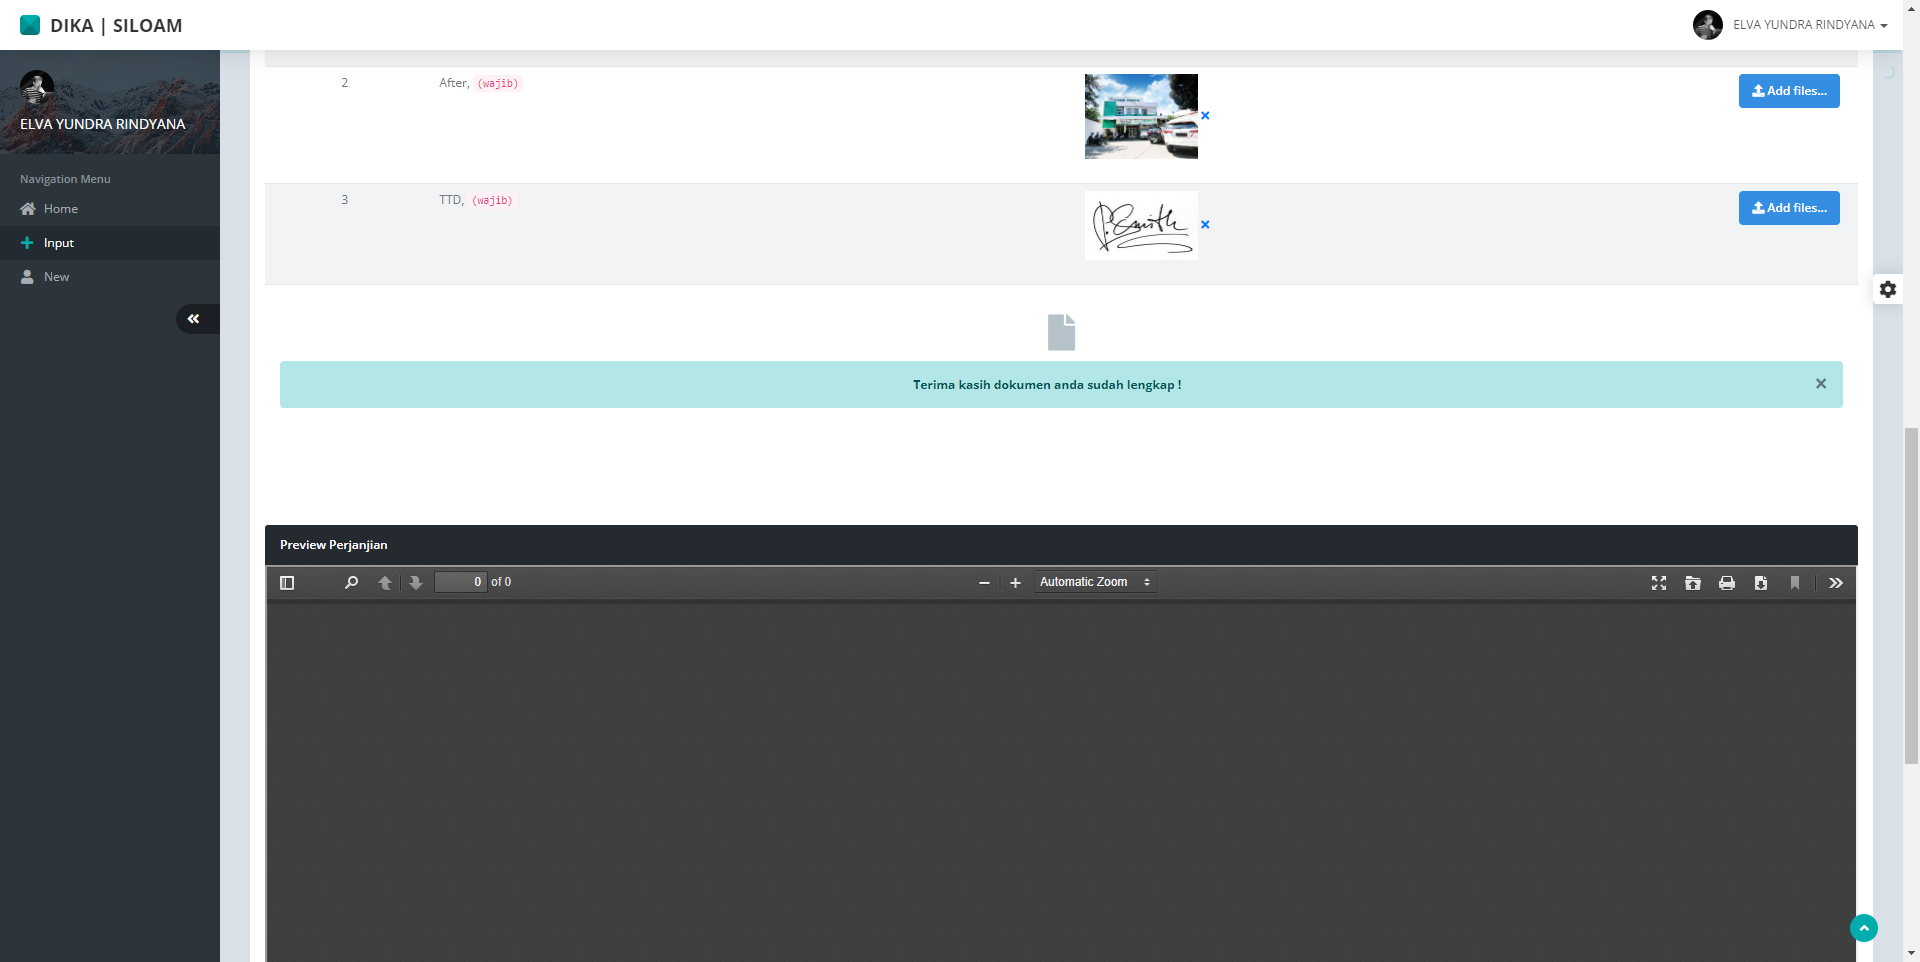 DIKA | SILOAM
ELVA YUNDRA RINDYANA
ELVA YUNDRA RINDYANA
Navigation Menu
Home
Input
New
2 After, (wajib) Add files...
3 TTD, (wajib) Add files...
Terima kasih dokumen anda sudah lengkap ! ×
Preview Perjanjian
0 of 0 Automatic Zoom